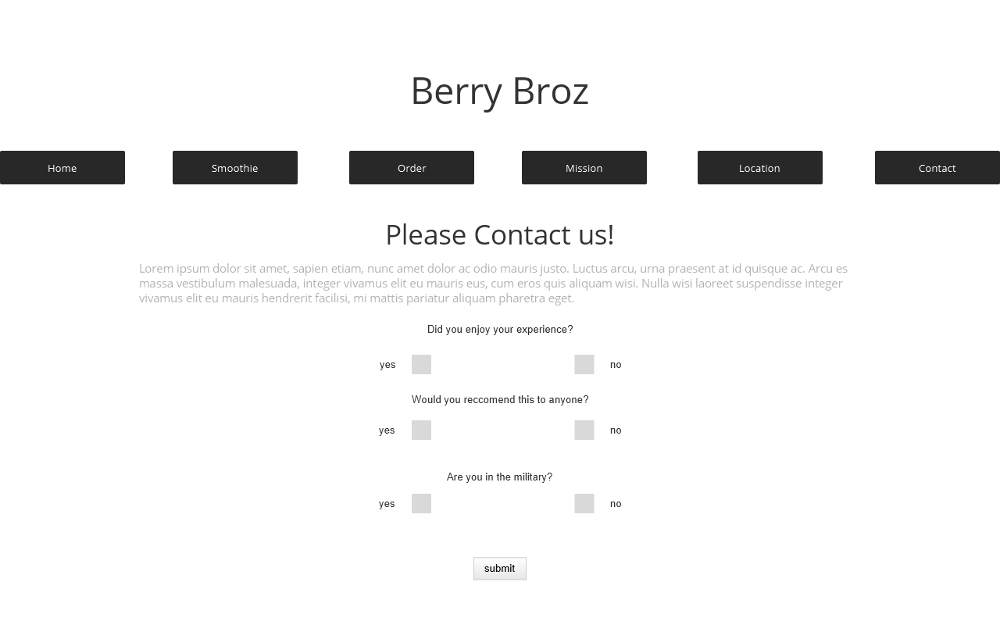 Berry Broz
Home Smoothie Order Mission Location Contact
Please Contact us!
Lorem ipsum dolor sit amet, sapien etiam, nunc amet dolor ac odio mauris justo. Luctus arcu, urna praesent at id quisque ac. Arcu es
massa vestibulum malesuada, integer vivamus elit eu mauris eus, cum eros quis aliquam wisi. Nulla wisi laoreet suspendisse integer
vivamus elit eu mauris hendrerit facilisi, mi mattis pariatur aliquam pharetra eget.
Did you enjoy your experience?
yes no
Would you reccomend this to anyone?
yes no
Are you in the military?
yes no
submit